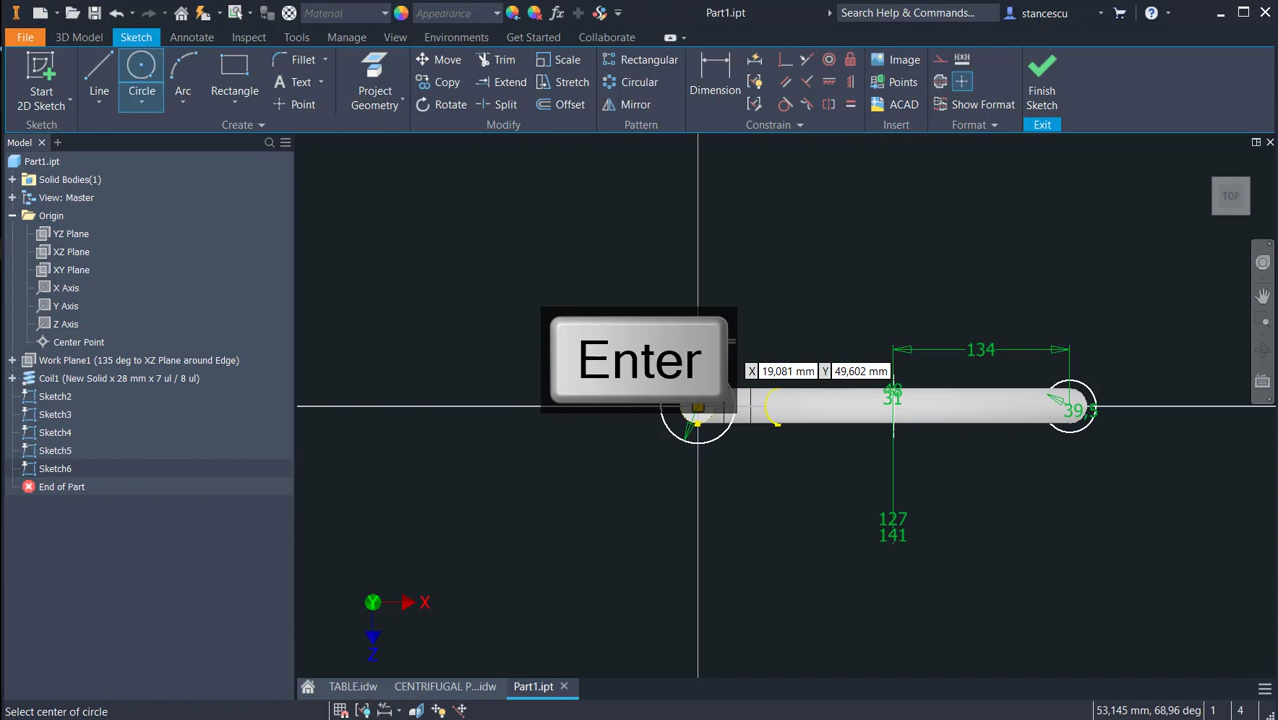 Material
Appearance
Part1.ipt
Search Help & Commands...
stancescu
File
3D Model
Sketch
Annotate
Inspect
Tools
Manage
View
Environments
Get Started
Collaborate
Start
2D Sketch
Line
Circle
Arc
Rectangle
Fillet
Text
Point
Project
Geometry
Move
Copy
Rotate
Trim
Extend
Split
Scale
Stretch
Offset
Rectangular
Circular
Mirror
Dimension
Image
Points
ACAD
Show Format
Finish
Sketch
Sketch
Create
Modify
Pattern
Constrain
Insert
Format
Exit
Model
Part1.ipt
Solid Bodies(1)
View: Master
Origin
YZ Plane
XZ Plane
XY Plane
X Axis
Y Axis
Z Axis
Center Point
Work Plane1 (135 deg to XZ Plane around Edge)
Coil1 (New Solid x 28 mm x 7 ul / 8 ul)
Sketch2
Sketch3
Sketch4
Sketch5
Sketch6
End of Part
TOP
Enter
X 19,081 mm Y 49,602 mm
134
31
39,5
127
141
Y
X
Z
TABLE.idw
CENTRIFUGAL P...idw
Part1.ipt
Select center of circle
53,145 mm, 68,96 deg
1
4